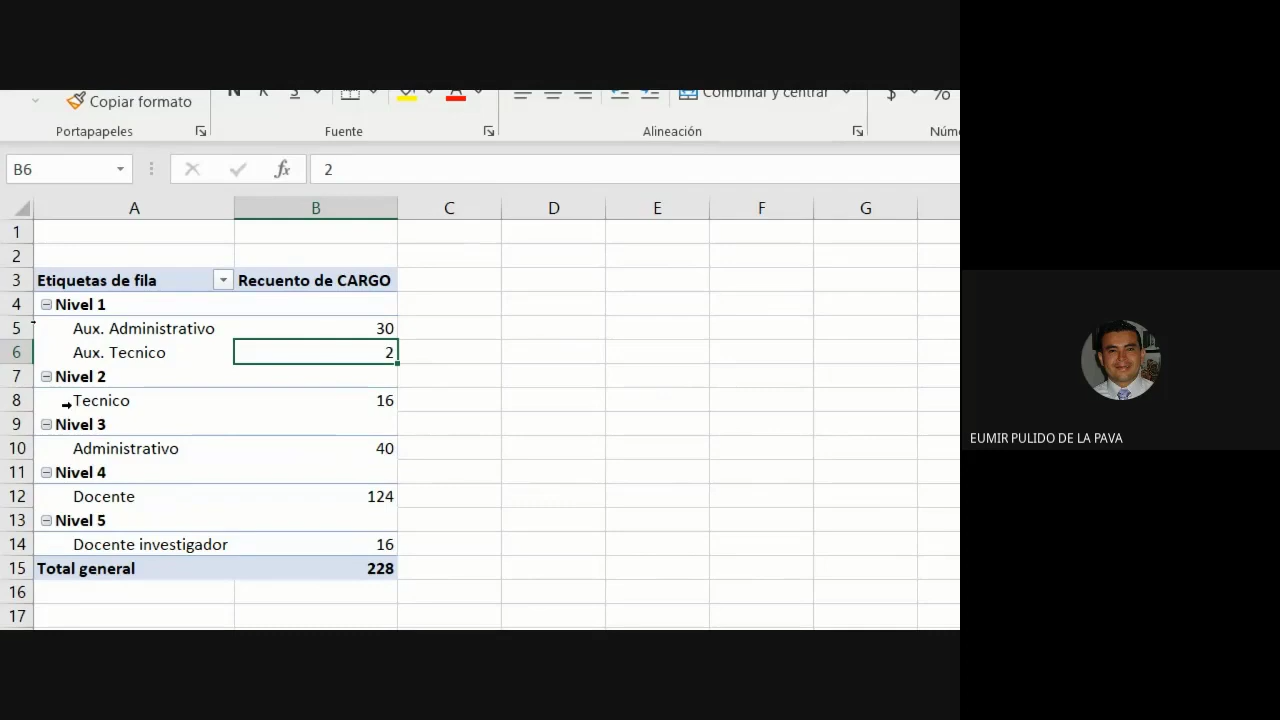 Copiar formato
N K S A Combinar y centrar $ %
Portapapeles Fuente Alineación Núm
B6 fx 2
A B C D E F G
1
2
3 Etiquetas de fila Recuento de CARGO
4 Nivel 1
5 Aux. Administrativo 30
6 Aux. Tecnico 2
7 Nivel 2
8 Tecnico 16
9 Nivel 3
10 Administrativo 40
11 Nivel 4
12 Docente 124
13 Nivel 5
14 Docente investigador 16
15 Total general 228
16
17
EUMIR PULIDO DE LA PAVA